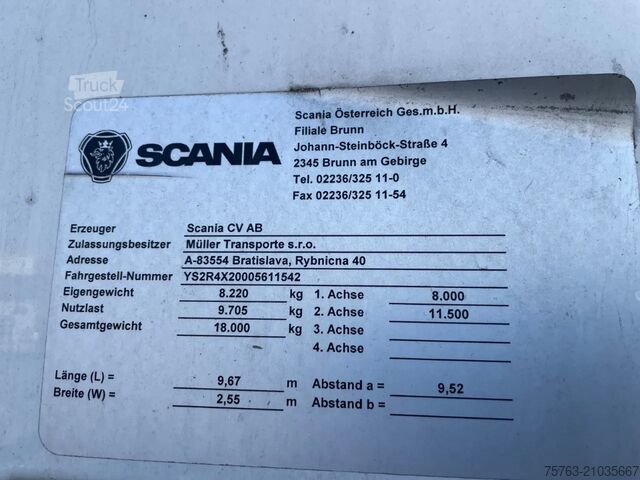 Truck
Scout24
SCANIA
Scania Österreich Ges.m.b.H.
Filiale Brunn
Johann-Steinböck-Straße 4
2345 Brunn am Gebirge
Tel. 02236/325 11-0
Fax 02236/325 11-54
Erzeuger Scania CV AB
Zulassungsbesitzer Müller Transporte s.r.o.
Adresse A-83554 Bratislava, Rybnicna 40
Fahrgestell-Nummer YS2R4X20005611542
Eigengewicht 8.220 kg 1. Achse 8.000
Nutzlast 9.705 kg 2. Achse 11.500
Gesamtgewicht 18.000 kg 3. Achse
4. Achse
Länge (L) = 9,67 m Abstand a = 9,52
Breite (W) = 2,55 m Abstand b =
75763-21035667